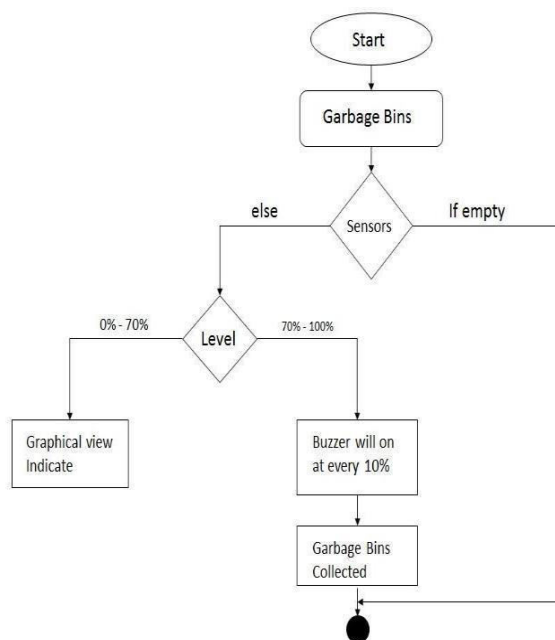 Start
Garbage Bins
Sensors
else
If empty
Level
0% - 70%
70% - 100%
Graphical view
Indicate
Buzzer will on
at every 10%
Garbage Bins
Collected